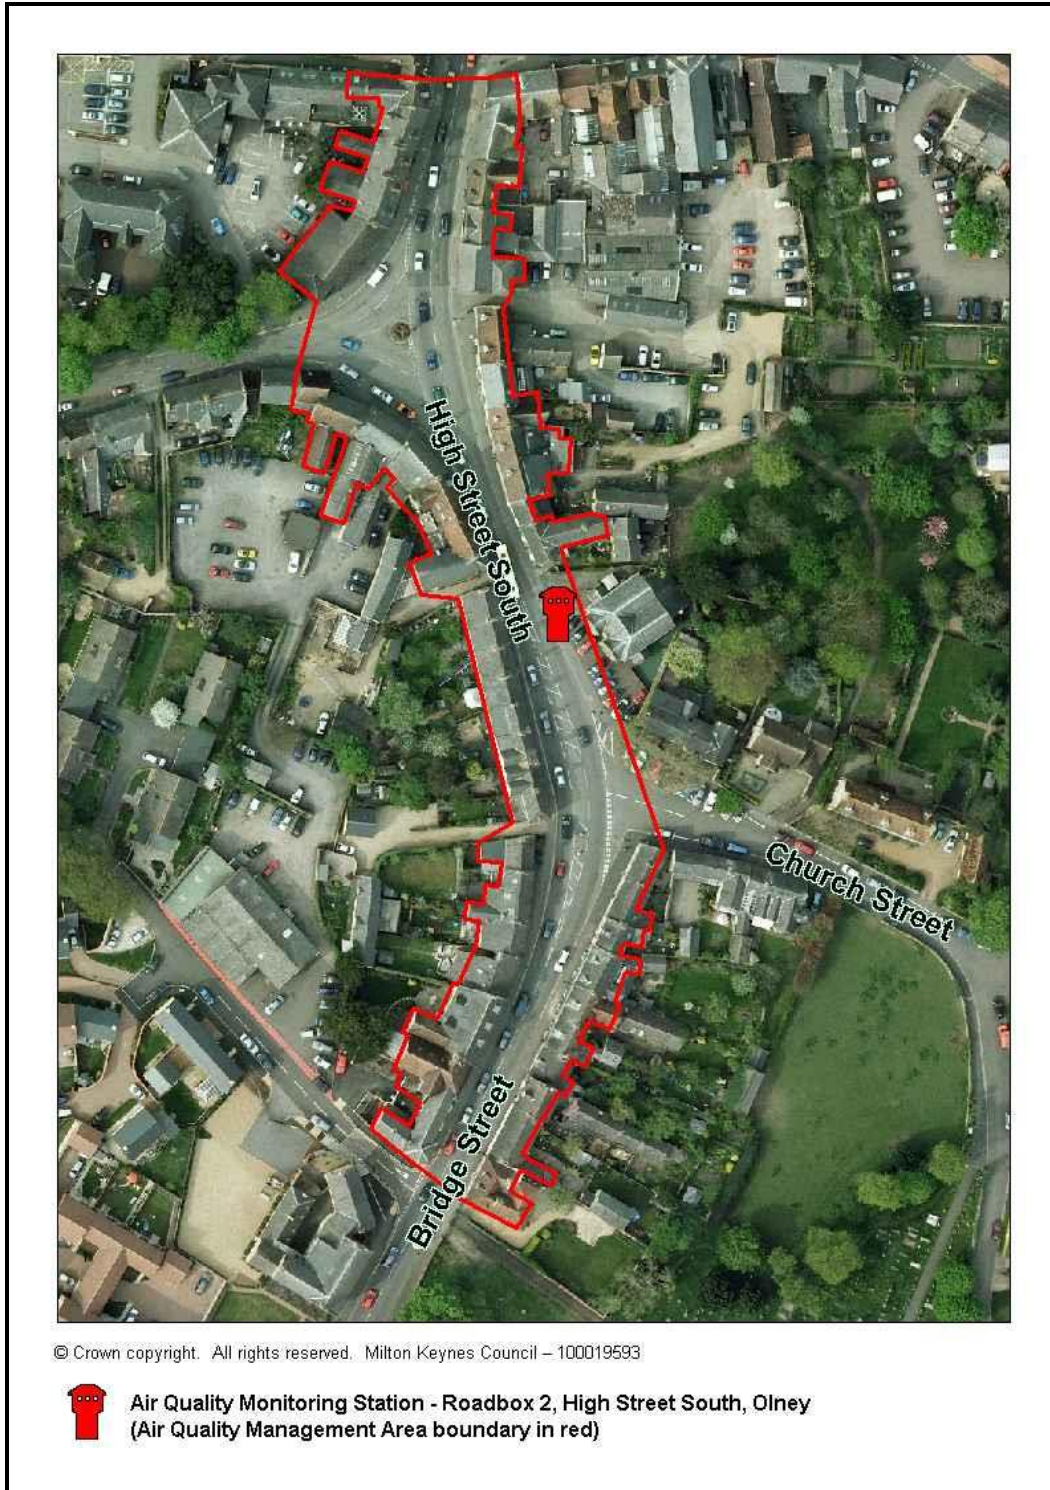 High Street South
Church Street
Bridge Street
© Crown copyright.  All rights reserved.  Milton Keynes Council – 100019593
Air Quality Monitoring Station - Roadbox 2, High Street South, Olney
(Air Quality Management Area boundary in red)